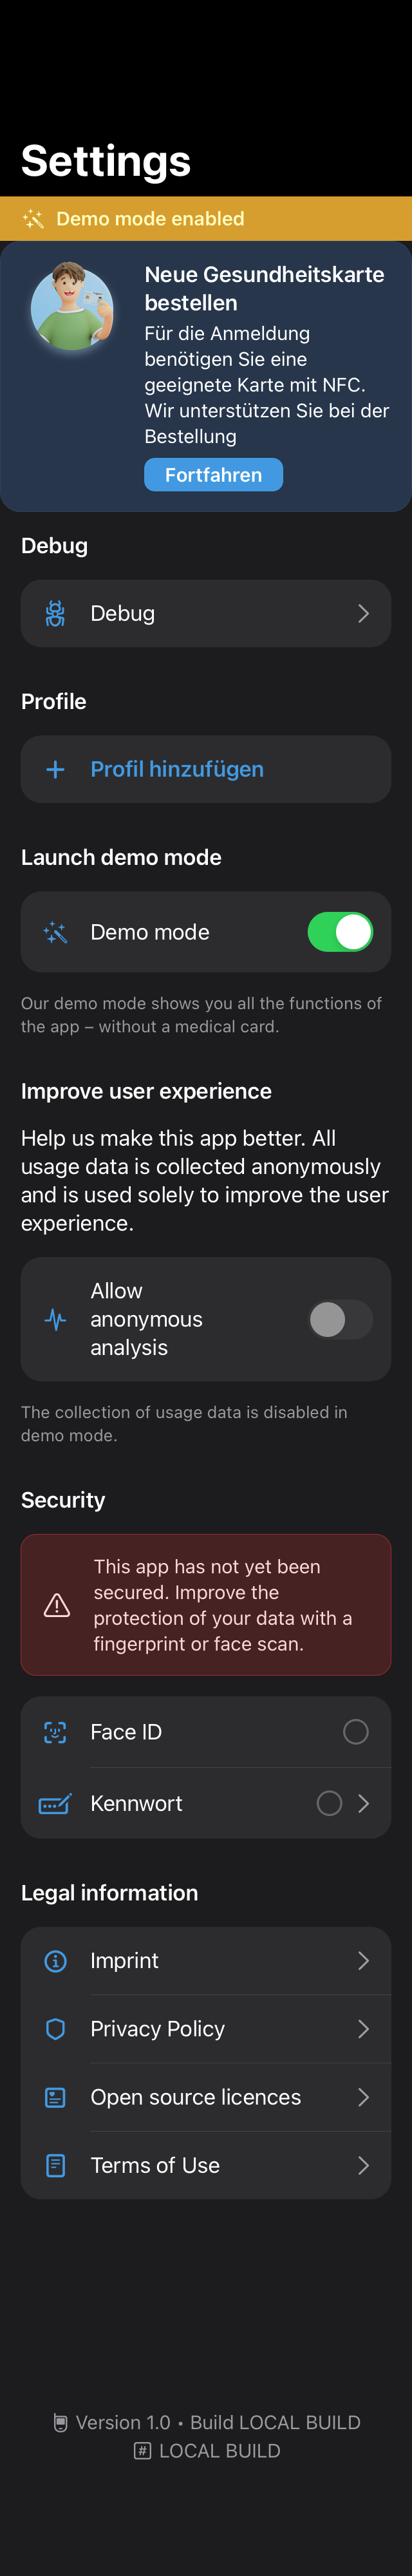 Settings
Demo mode enabled
Neue Gesundheitskarte
bestellen
Für die Anmeldung
benötigen Sie eine
geeignete Karte mit NFC.
Wir unterstützen Sie bei der
Bestellung
Fortfahren
Debug
Debug
Profile
Profil hinzufügen
Launch demo mode
Demo mode
Our demo mode shows you all the functions of
the app – without a medical card.
Improve user experience
Help us make this app better. All
usage data is collected anonymously
and is used solely to improve the user
experience.
Allow
anonymous
analysis
The collection of usage data is disabled in
demo mode.
Security
This app has not yet been
secured. Improve the
protection of your data with a
fingerprint or face scan.
Face ID
Kennwort
Legal information
Imprint
Privacy Policy
Open source licences
Terms of Use
Version 1.0 • Build LOCAL BUILD
# LOCAL BUILD